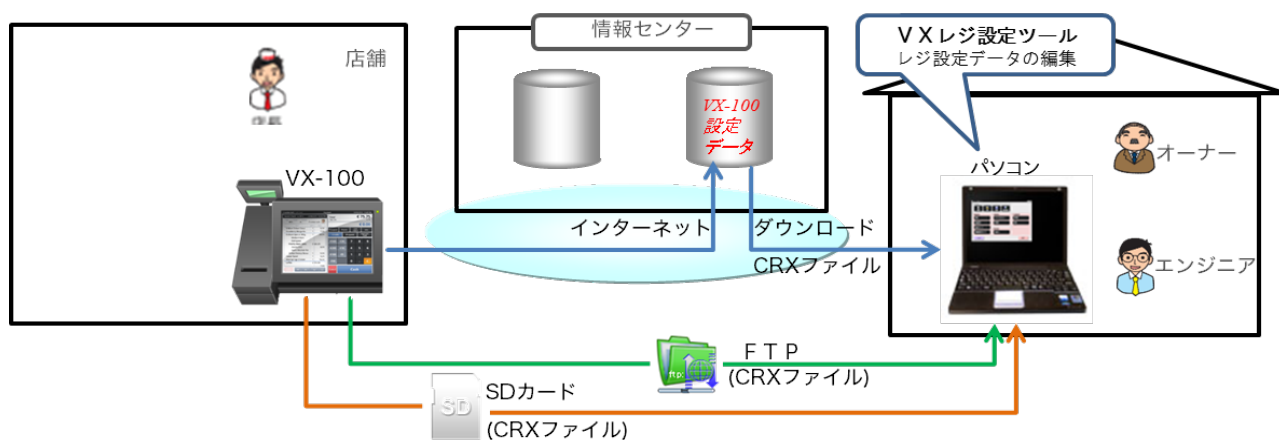 情報センター
店舗
VX-100
VX-100
設定
データ
インターネット
ダウンロード
CRXファイル
ＶＸレジ設定ツール
レジ設定データの編集
パソコン
オーナー
エンジニア
ftp:
ＦＴＰ
(CRXファイル)
SD
SDカード
(CRXファイル)